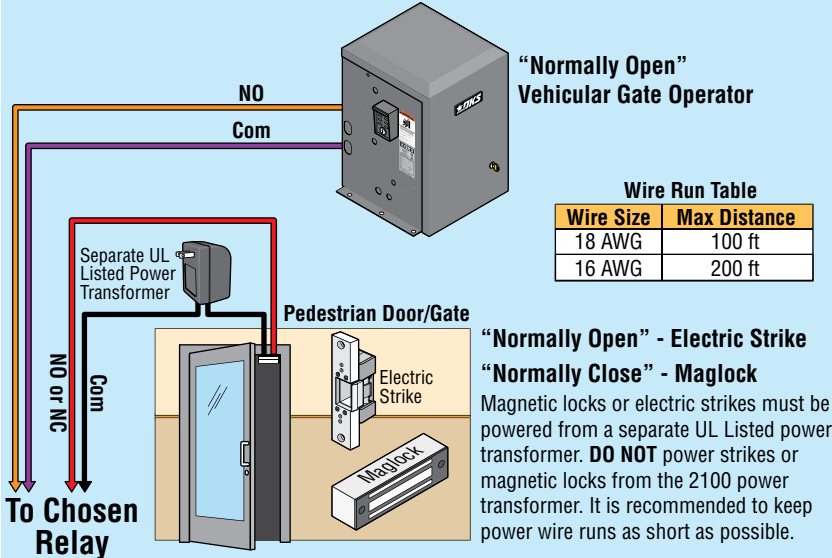 "Normally Open"
Vehicular Gate Operator
NO
Com
DKS
Wire Run Table
Wire Size Max Distance
18 AWG 100 ft
16 AWG 200 ft
Separate UL
Listed Power
Transformer
Pedestrian Door/Gate
NO or NC
Com
Electric
Strike
Maglock
"Normally Open" - Electric Strike
"Normally Close" - Maglock
Magnetic locks or electric strikes must be
powered from a separate UL Listed power
transformer. DO NOT power strikes or
magnetic locks from the 2100 power
transformer. It is recommended to keep
power wire runs as short as possible.
To Chosen
Relay